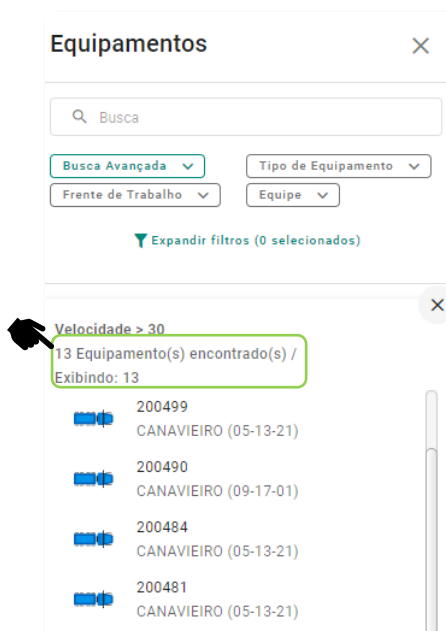 Equipamentos
Busca
Busca Avançada
Tipo de Equipamento
Frente de Trabalho
Equipe
Expandir filtros (0 selecionados)
Velocidade > 30
13 Equipamento(s) encontrado(s) /
Exibindo: 13
200499
CANAVIEIRO (05-13-21)
200490
CANAVIEIRO (09-17-01)
200484
CANAVIEIRO (05-13-21)
200481
CANAVIEIRO (05-13-21)